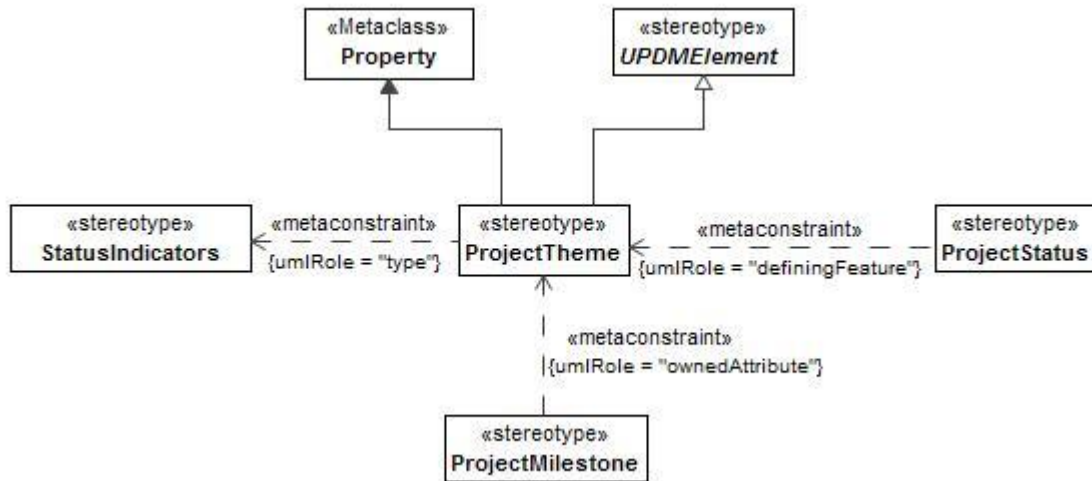 «Metaclass»
Property
«stereotype»
UPDMElement
«stereotype»
StatusIndicators
«metaconstraint»
{umlRole = "type"}
«stereotype»
ProjectTheme
«metaconstraint»
{umlRole = "definingFeature"}
«stereotype»
ProjectStatus
«metaconstraint»
{umlRole = "ownedAttribute"}
«stereotype»
ProjectMilestone